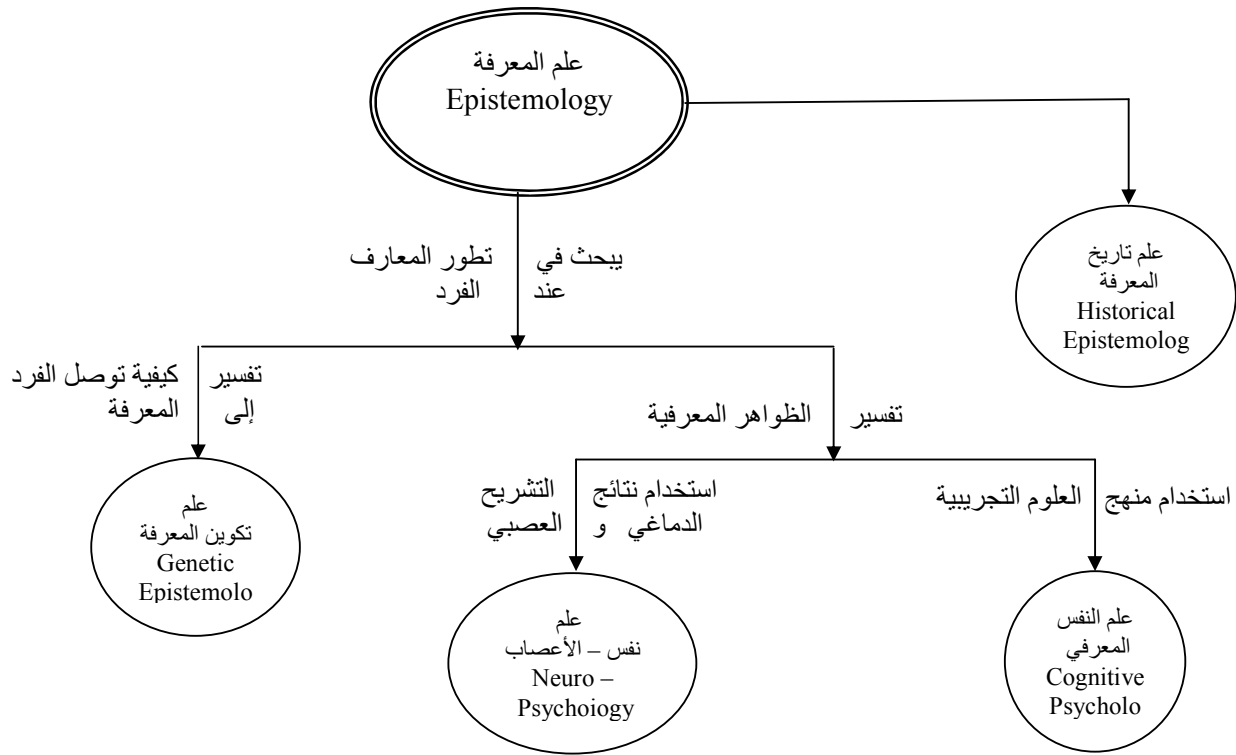 علم المعرفة
Epistemology
علم تاريخ
المعرفة
Historical
Epistemolog
يبحث في تطور المعارف
عند الفرد
تفسير كيفية توصل الفرد
إلى المعرفة
تفسير الظواهر المعرفية
علم
تكوين المعرفة
Genetic
Epistemolo
استخدام نتائج التشريح
الدماغي و العصبي
استخدام منهج العلوم التجريبية
علم
نفس – الأعصاب
Neuro –
Psychoiogy
علم النفس
المعرفي
Cognitive
Psycholo